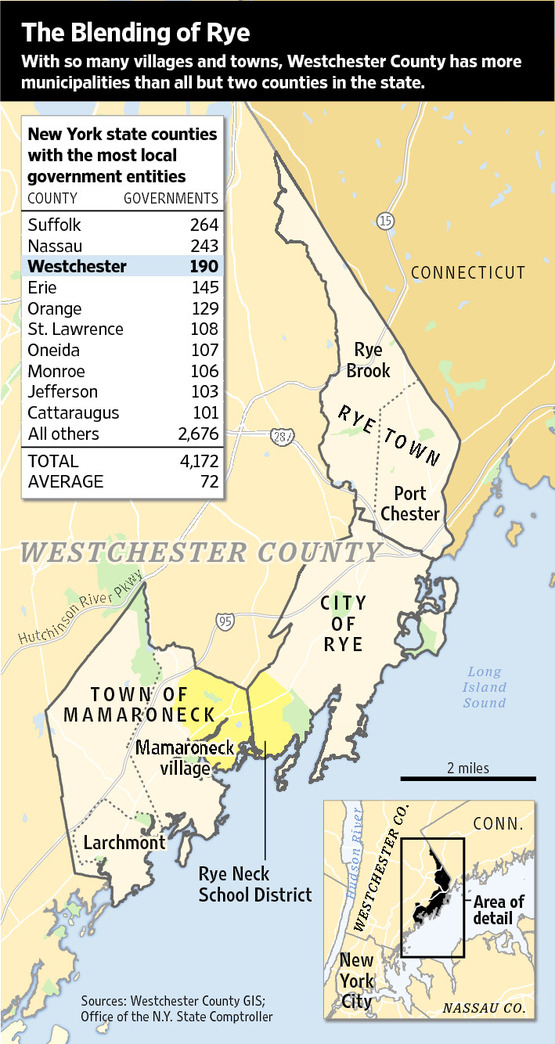 The Blending of Rye
With so many villages and towns, Westchester County has more
municipalities than all but two counties in the state.
New York state counties
with the most local
government entities
COUNTY GOVERNMENTS
Suffolk 264
Nassau 243
Westchester 190
Erie 145
Orange 129
St. Lawrence 108
Oneida 107
Monroe 106
Jefferson 103
Cattaraugus 101
All others 2,676
TOTAL 4,172
AVERAGE 72
15
CONNECTICUT
Rye
Brook
RYE TOWN
287
Port
Chester
WESTCHESTER COUNTY
Hutchinson River Pkwy
95
CITY
OF
RYE
Long
Island
Sound
TOWN OF
MAMARONECK
Mamaroneck
village
2 miles
Larchmont
Rye Neck
School District
Hudson River
WESTCHESTER CO.
CONN.
Area of
detail
New
York
City
NASSAU CO.
Sources: Westchester County GIS;
Office of the N.Y. State Comptroller